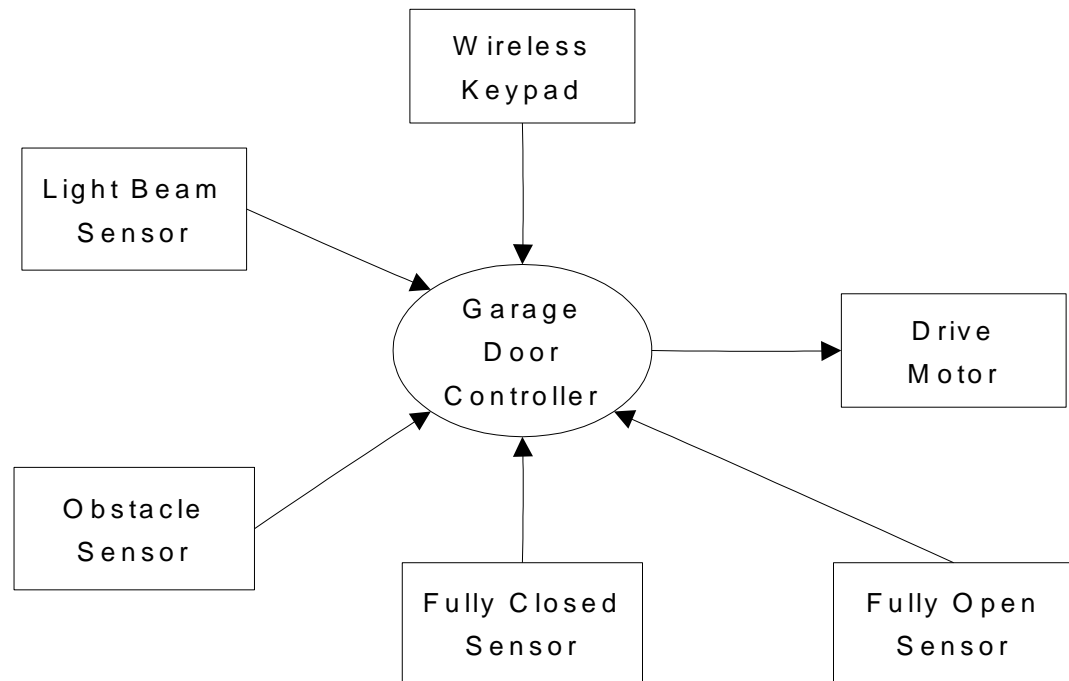 Wireless
Keypad
Light Beam
Sensor
Garage
Door
Controller
Drive
Motor
Obstacle
Sensor
Fully Closed
Sensor
Fully Open
Sensor